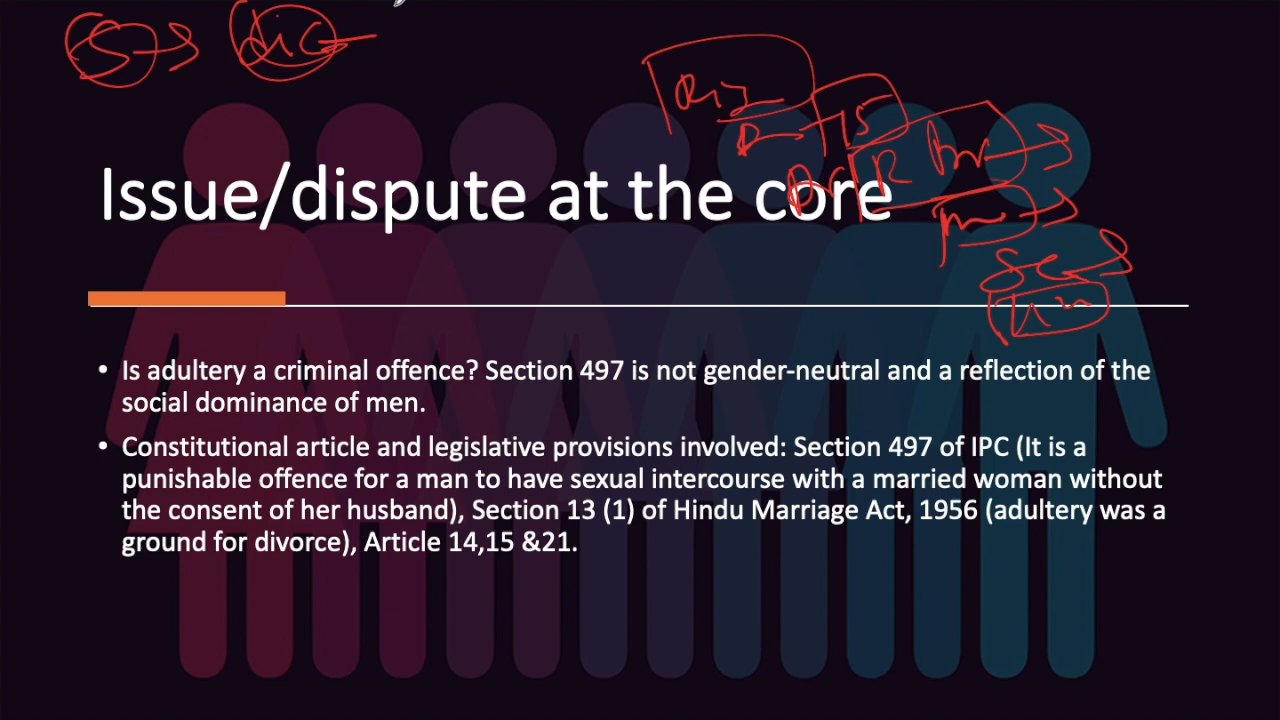 Issue/dispute at the core
• Is adultery a criminal offence? Section 497 is not gender-neutral and a reflection of the
social dominance of men.
• Constitutional article and legislative provisions involved: Section 497 of IPC (It is a
punishable offence for a man to have sexual intercourse with a married woman without
the consent of her husband), Section 13 (1) of Hindu Marriage Act, 1956 (adultery was a
ground for divorce), Article 14,15 &21.